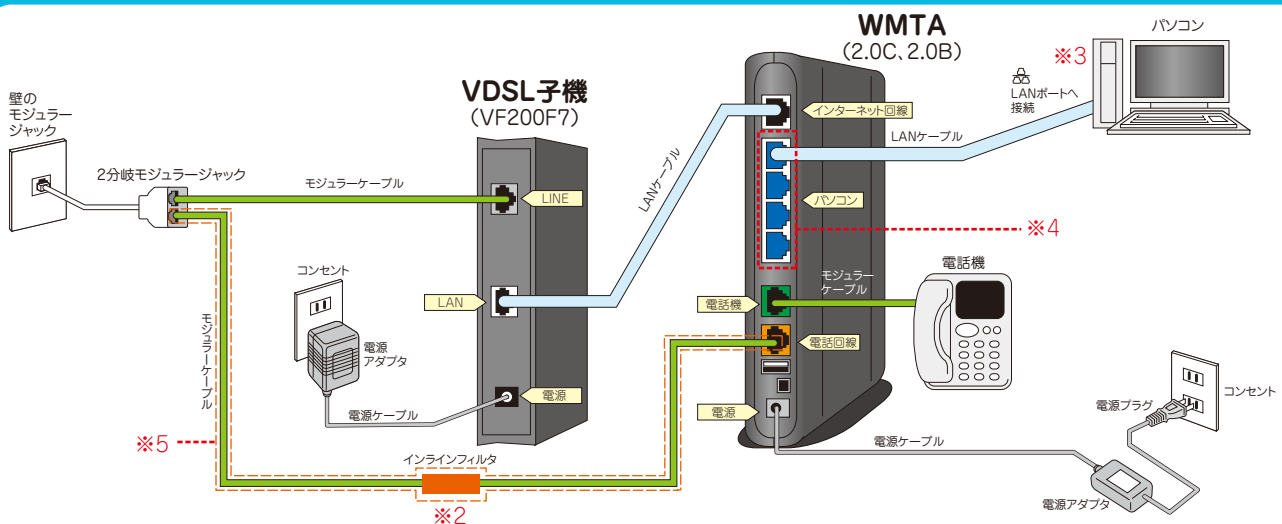 WMTA
(2.0C、2.0B)
パソコン
※3
LANポートへ
接続
VDSL子機
(VF200F7)
壁の
モジュラー
ジャック
2分岐モジュラージャック
モジュラーケーブル
LINE
LANケーブル
インターネット回線
LANケーブル
パソコン
※4
コンセント
LAN
モジュラー
ケーブル
電話機
電話機
電話回線
モジュラーケーブル
電源
アダプタ
電源ケーブル
電源
電源
コンセント
電源プラグ
※5
インラインフィルタ
※2
電源ケーブル
電源アダプタ